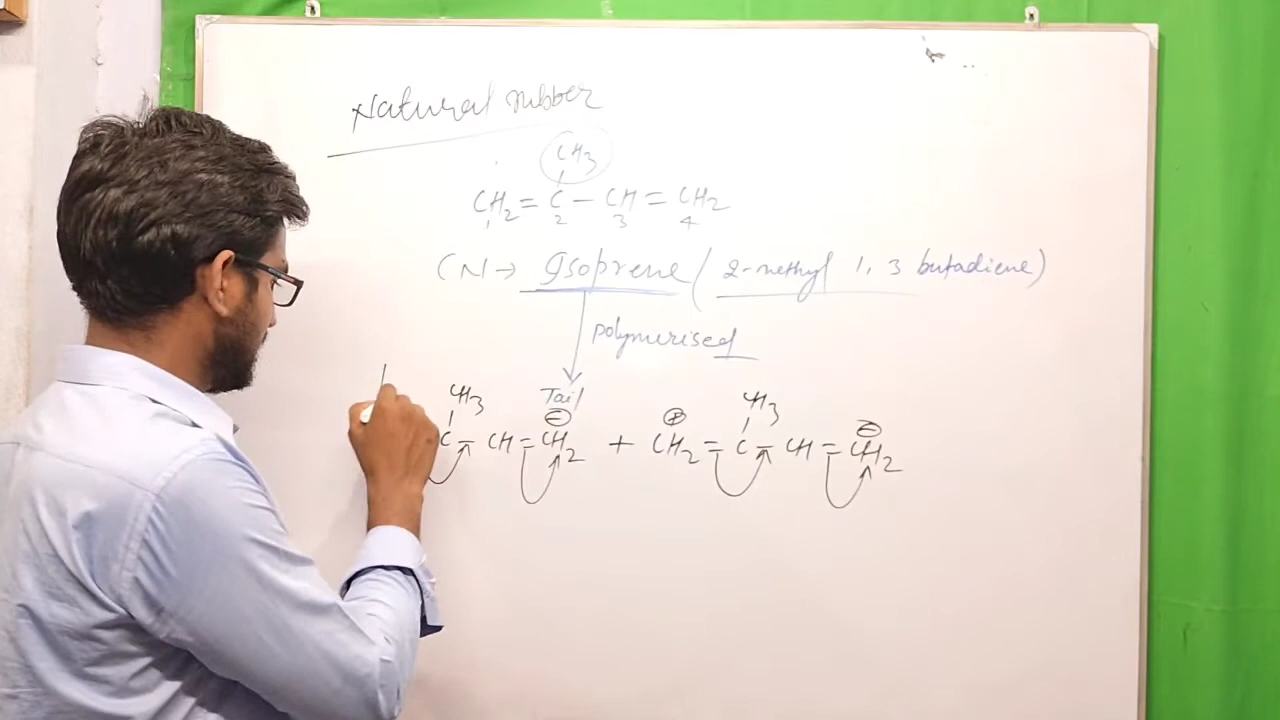 Natural rubber
CH3
CH2 = C – CH = CH2
1 2 3 4
CN → Isoprene ( 2-methyl 1, 3 butadiene )
polymerised
Tail
CH3 ⊖ ⊕ CH3 ⊖
C – CH = CH2 + CH2 = C – CH = CH2